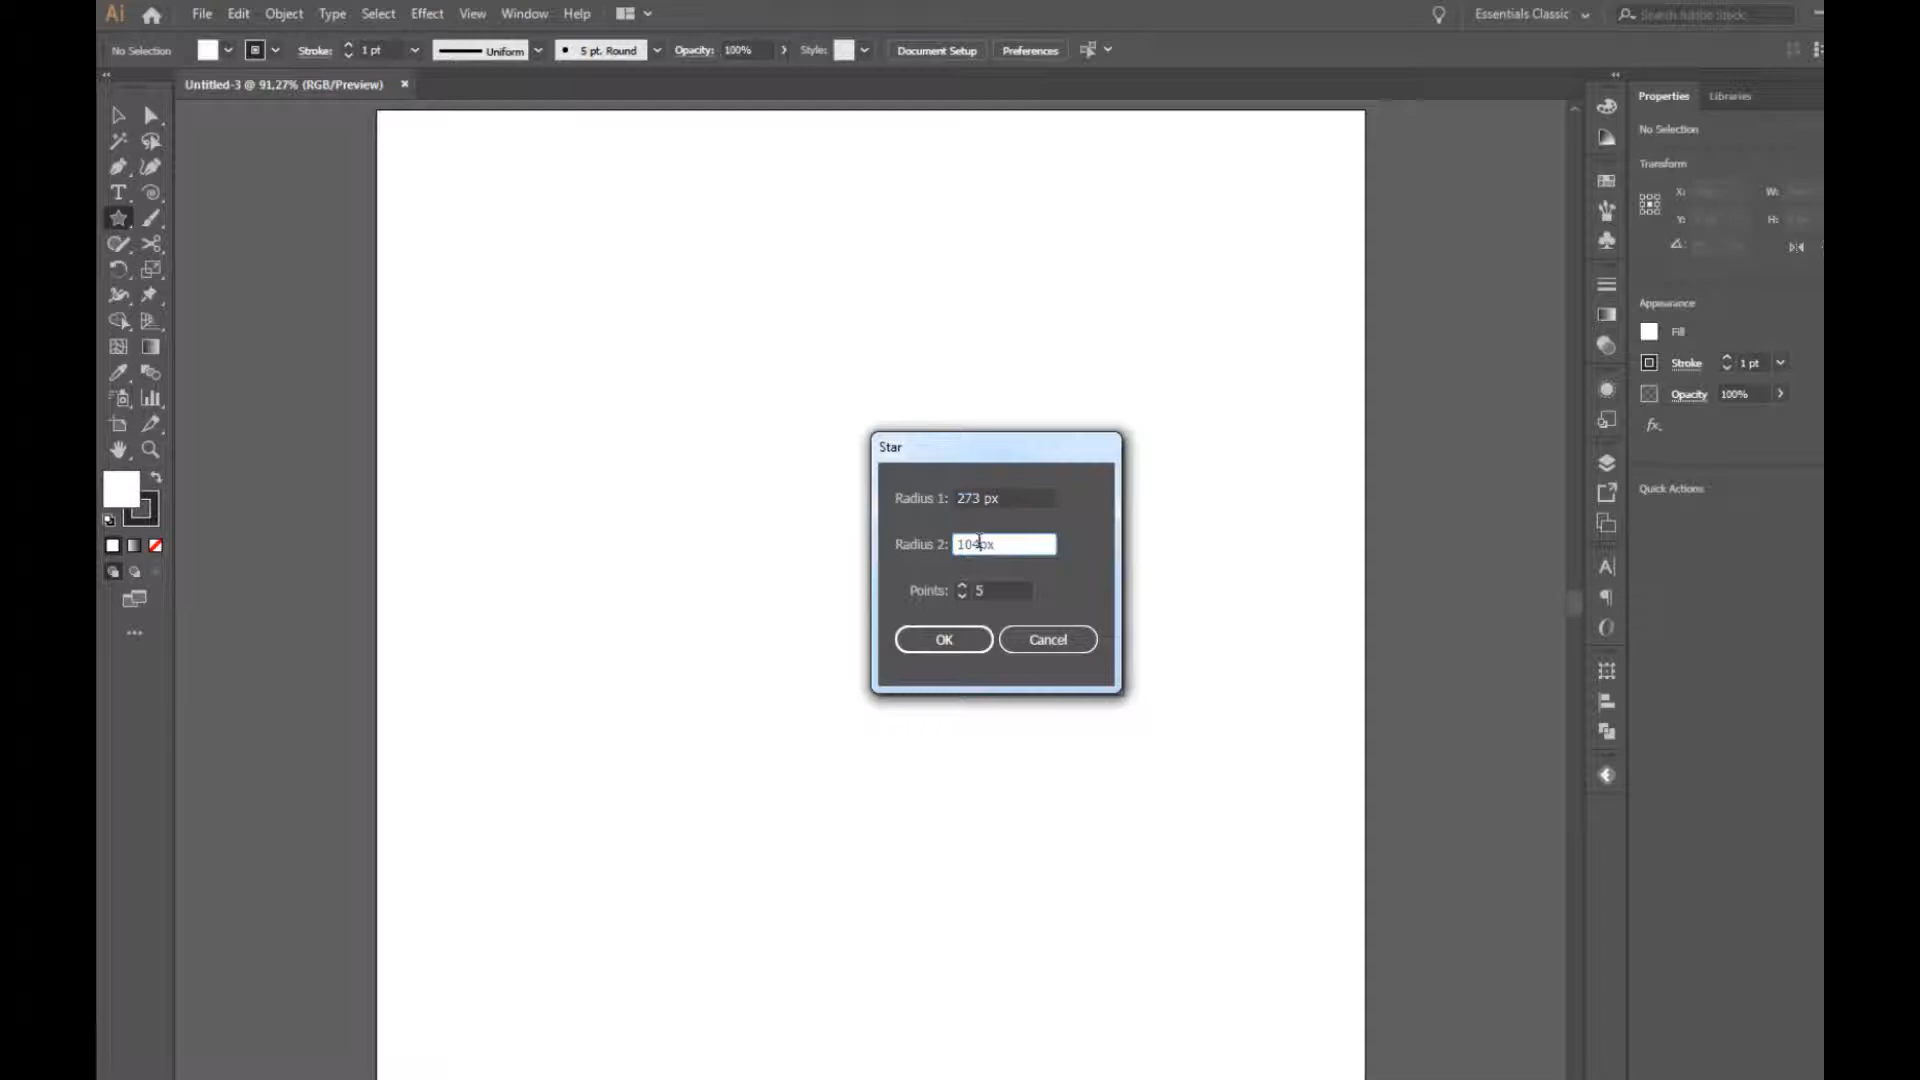 Ai File Edit Object Type Select Effect View Window Help Essentials Classic Search Adobe Stock
No Selection Stroke: 1 pt Uniform 5 pt. Round Opacity: 100% Style: Document Setup Preferences
Untitled-3 @ 91,27% (RGB/Preview)
Properties Libraries
No Selection
Transform
X: W:
Y: H:
Appearance
Fill
Stroke 1 pt
Opacity 100%
fx
Star
Radius 1: 273 px
Radius 2: 104px
Points: 5
OK Cancel
Quick Actions